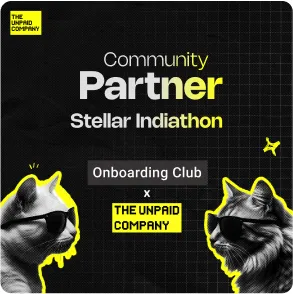 THE
UNPAID
COMPANY
Community
Partner
Stellar Indiathon
Onboarding Club
x
THE UNPAID
COMPANY